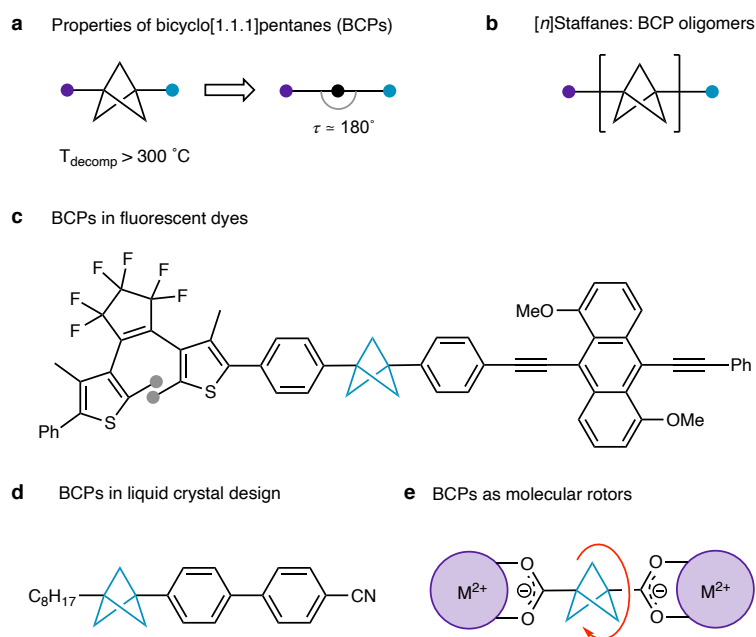 a Properties of bicyclo[1.1.1]pentanes (BCPs)
b [n]Staffanes: BCP oligomers
τ ≃ 180˚
T_decomp > 300 ˚C
c BCPs in fluorescent dyes
F
F
F
F
F
F
MeO
S
Ph
S
OMe
Ph
d BCPs in liquid crystal design
e BCPs as molecular rotors
C₈H₁₇
CN
M²⁺
O
O
⊖
O
O
⊖
M²⁺